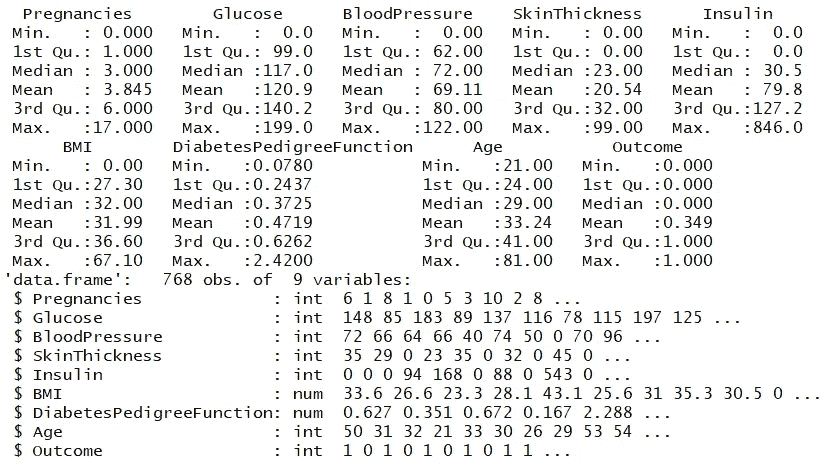 Pregnancies        Glucose       BloodPressure    SkinThickness      Insulin
 Min.   : 0.000   Min.   :  0.0   Min.   :  0.00   Min.   : 0.00   Min.   :  0.0
 1st Qu.: 1.000   1st Qu.: 99.0   1st Qu.: 62.00   1st Qu.: 0.00   1st Qu.:  0.0
 Median : 3.000   Median :117.0   Median : 72.00   Median :23.00   Median : 30.5
 Mean   : 3.845   Mean   :120.9   Mean   : 69.11   Mean   :20.54   Mean   : 79.8
 3rd Qu.: 6.000   3rd Qu.:140.2   3rd Qu.: 80.00   3rd Qu.:32.00   3rd Qu.:127.2
 Max.   :17.000   Max.   :199.0   Max.   :122.00   Max.   :99.00   Max.   :846.0
      BMI        DiabetesPedigreeFunction      Age           Outcome
 Min.   : 0.00   Min.   :0.0780           Min.   :21.00   Min.   :0.000
 1st Qu.:27.30   1st Qu.:0.2437           1st Qu.:24.00   1st Qu.:0.000
 Median :32.00   Median :0.3725           Median :29.00   Median :0.000
 Mean   :31.99   Mean   :0.4719           Mean   :33.24   Mean   :0.349
 3rd Qu.:36.60   3rd Qu.:0.6262           3rd Qu.:41.00   3rd Qu.:1.000
 Max.   :67.10   Max.   :2.4200           Max.   :81.00   Max.   :1.000
'data.frame':   768 obs. of  9 variables:
 $ Pregnancies             : int  6 1 8 1 0 5 3 10 2 8 ...
 $ Glucose                 : int  148 85 183 89 137 116 78 115 197 125 ...
 $ BloodPressure           : int  72 66 64 66 40 74 50 0 70 96 ...
 $ SkinThickness           : int  35 29 0 23 35 0 32 0 45 0 ...
 $ Insulin                 : int  0 0 0 94 168 0 88 0 543 0 ...
 $ BMI                     : num  33.6 26.6 23.3 28.1 43.1 25.6 31 35.3 30.5 0 ...
 $ DiabetesPedigreeFunction: num  0.627 0.351 0.672 0.167 2.288 ...
 $ Age                     : int  50 31 32 21 33 30 26 29 53 54 ...
 $ Outcome                 : int  1 0 1 0 1 0 1 0 1 1 ...